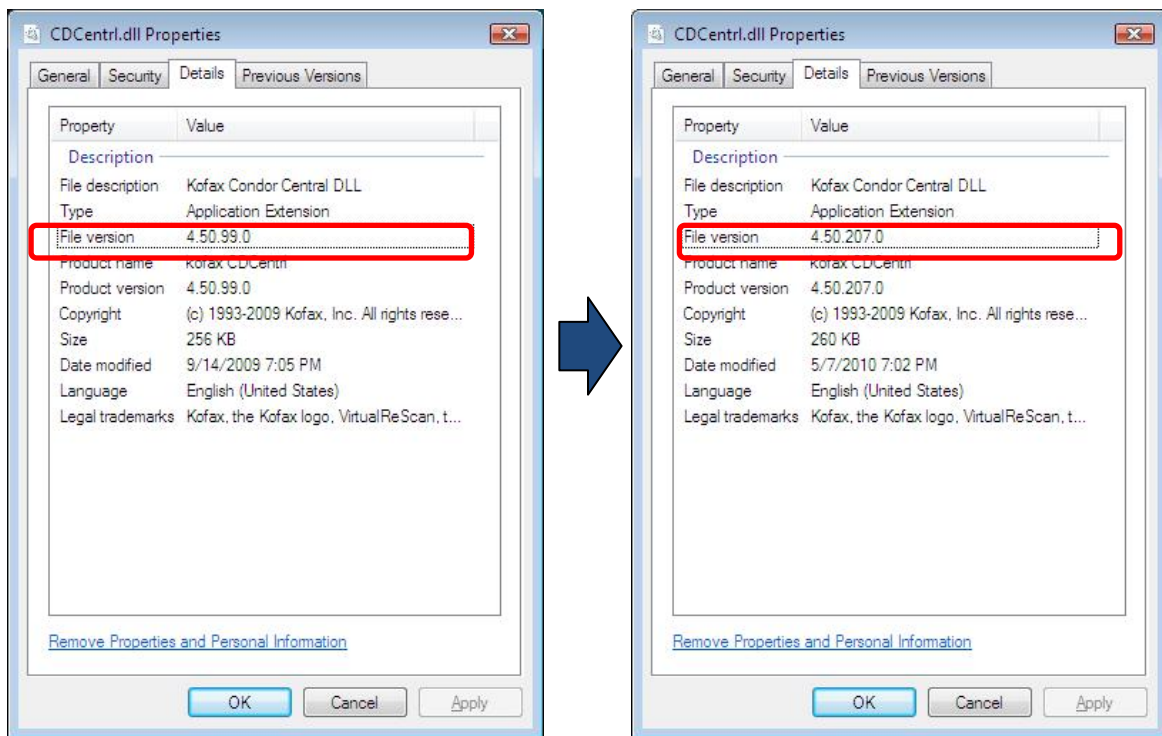 CDCentrl.dll Properties
General Security Details Previous Versions
Property Value
Description
File description Kofax Condor Central DLL
Type Application Extension
File version 4.50.99.0
Product name Kofax CDCentrl
Product version 4.50.99.0
Copyright (c) 1993-2009 Kofax, Inc. All rights rese...
Size 256 KB
Date modified 9/14/2009 7:05 PM
Language English (United States)
Legal trademarks Kofax, the Kofax logo, VirtualReScan, t...
Remove Properties and Personal Information
OK Cancel Apply
CDCentrl.dll Properties
General Security Details Previous Versions
Property Value
Description
File description Kofax Condor Central DLL
Type Application Extension
File version 4.50.207.0
Product name Kofax CDCentrl
Product version 4.50.207.0
Copyright (c) 1993-2009 Kofax, Inc. All rights rese...
Size 260 KB
Date modified 5/7/2010 7:02 PM
Language English (United States)
Legal trademarks Kofax, the Kofax logo, VirtualReScan, t...
Remove Properties and Personal Information
OK Cancel Apply